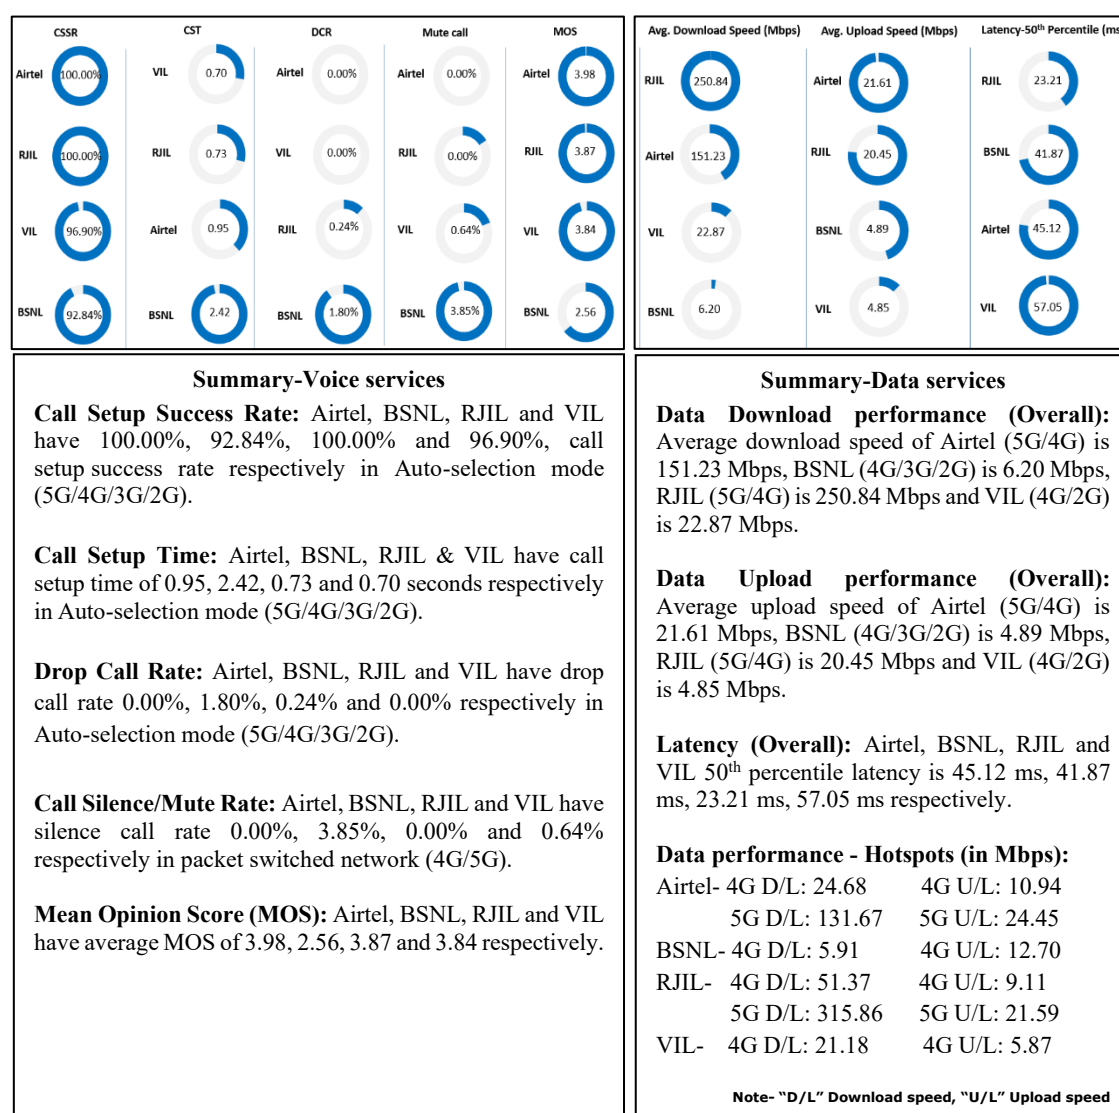 CSSR CST DCR Mute call MOS
Airtel 100.00% VIL 0.70 Airtel 0.00% Airtel 0.00% Airtel 3.98
RJIL 100.00% RJIL 0.73 VIL 0.00% RJIL 0.00% RJIL 3.87
VIL 96.90% Airtel 0.95 RJIL 0.24% VIL 0.64% VIL 3.84
BSNL 92.84% BSNL 2.42 BSNL 1.80% BSNL 3.85% BSNL 2.56
Avg. Download Speed (Mbps) Avg. Upload Speed (Mbps) Latency-50th Percentile (ms
RJIL 250.84 Airtel 21.61 RJIL 23.21
Airtel 151.23 RJIL 20.45 BSNL 41.87
VIL 22.87 BSNL 4.89 Airtel 45.12
BSNL 6.20 VIL 4.85 VIL 57.05
Summary-Voice services
Call Setup Success Rate: Airtel, BSNL, RJIL and VIL
have 100.00%, 92.84%, 100.00% and 96.90%, call
setup success rate respectively in Auto-selection mode
(5G/4G/3G/2G).
Call Setup Time: Airtel, BSNL, RJIL & VIL have call
setup time of 0.95, 2.42, 0.73 and 0.70 seconds respectively
in Auto-selection mode (5G/4G/3G/2G).
Drop Call Rate: Airtel, BSNL, RJIL and VIL have drop
call rate 0.00%, 1.80%, 0.24% and 0.00% respectively in
Auto-selection mode (5G/4G/3G/2G).
Call Silence/Mute Rate: Airtel, BSNL, RJIL and VIL have
silence call rate 0.00%, 3.85%, 0.00% and 0.64%
respectively in packet switched network (4G/5G).
Mean Opinion Score (MOS): Airtel, BSNL, RJIL and VIL
have average MOS of 3.98, 2.56, 3.87 and 3.84 respectively.
Summary-Data services
Data Download performance (Overall):
Average download speed of Airtel (5G/4G) is
151.23 Mbps, BSNL (4G/3G/2G) is 6.20 Mbps,
RJIL (5G/4G) is 250.84 Mbps and VIL (4G/2G)
is 22.87 Mbps.
Data Upload performance (Overall):
Average upload speed of Airtel (5G/4G) is
21.61 Mbps, BSNL (4G/3G/2G) is 4.89 Mbps,
RJIL (5G/4G) is 20.45 Mbps and VIL (4G/2G)
is 4.85 Mbps.
Latency (Overall): Airtel, BSNL, RJIL and
VIL 50th percentile latency is 45.12 ms, 41.87
ms, 23.21 ms, 57.05 ms respectively.
Data performance - Hotspots (in Mbps):
Airtel- 4G D/L: 24.68 4G U/L: 10.94
5G D/L: 131.67 5G U/L: 24.45
BSNL- 4G D/L: 5.91 4G U/L: 12.70
RJIL- 4G D/L: 51.37 4G U/L: 9.11
5G D/L: 315.86 5G U/L: 21.59
VIL- 4G D/L: 21.18 4G U/L: 5.87
Note- “D/L” Download speed, “U/L” Upload speed